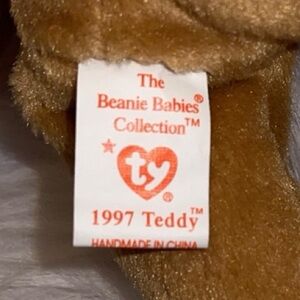 The
Beanie Babies®
Collection™
ty®
1997 Teddy™
HANDMADE IN CHINA